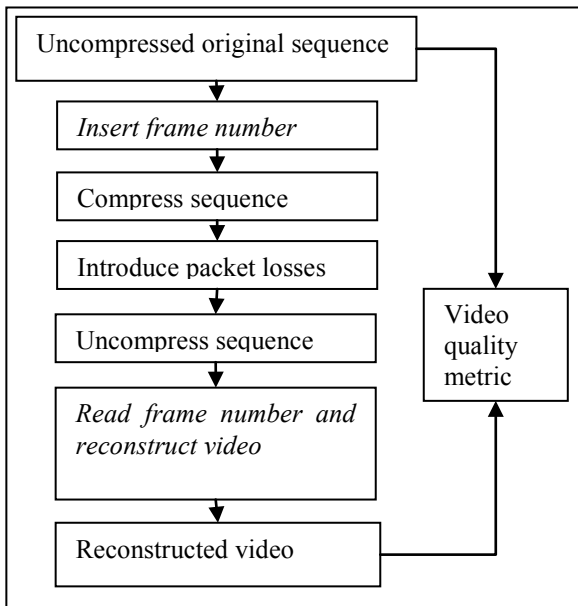 Uncompressed original sequence
Insert frame number
Compress sequence
Introduce packet losses
Uncompress sequence
Video
quality
metric
Read frame number and
reconstruct video
Reconstructed video